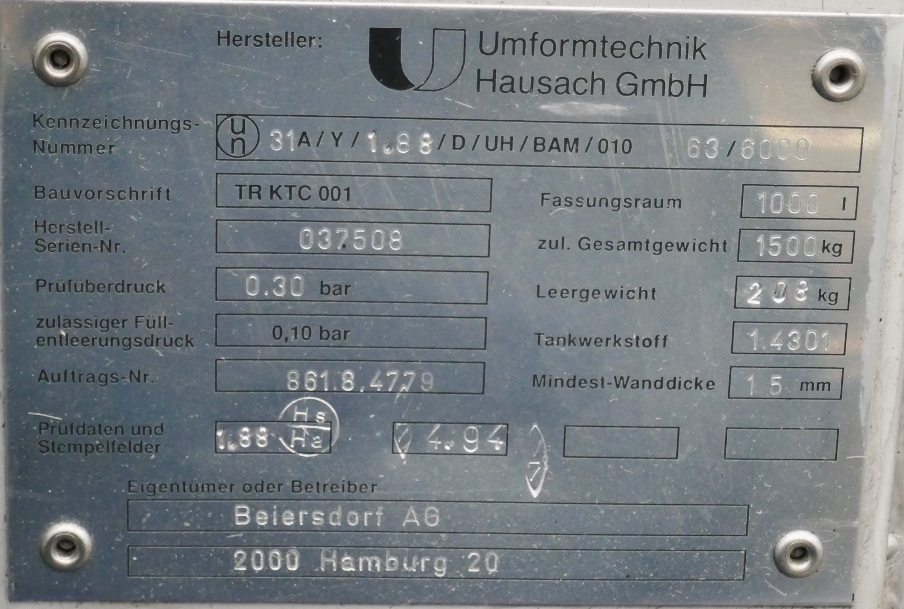 Hersteller: Umformtechnik
Hausach GmbH
Kennzeichnungs-
Nummer
un 31A/Y/1.88/D/UH/BAM/010 63/6000
Bauvorschrift TR KTC 001
Fassungsraum 1000 l
Herstell-
Serien-Nr. 037508
zul. Gesamtgewicht 1500 kg
Prüfüberdruck 0.30 bar
Leergewicht 208 kg
zulässiger Füll-
entleerungsdruck 0,10 bar
Tankwerkstoff 1.4301
Auftrags-Nr. 861.8.4779
Mindest-Wanddicke 1.5 mm
Prüfdaten und
Stempelfelder 1.88 Hs Ha 4.94
Eigentümer oder Betreiber
Beiersdorf AG
2000 Hamburg 20